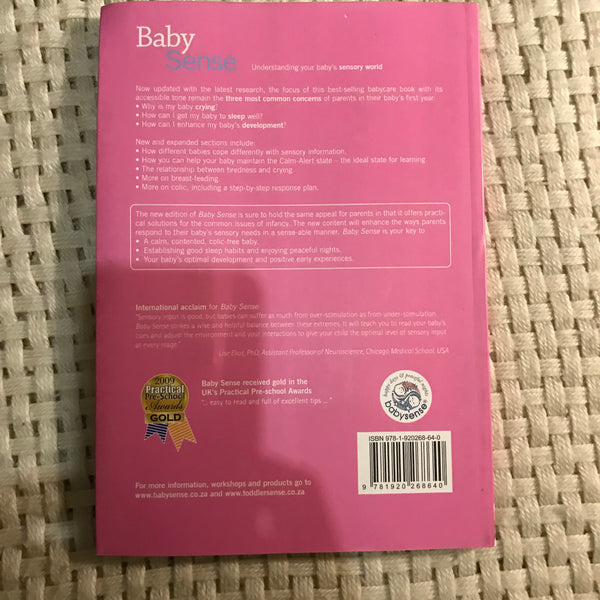 Baby
Sense Understanding your baby's sensory world
Now updated with the latest research, the focus of this best-selling babycare book with its
accessible tone remain the three most common concerns of parents in their baby's first year:
• Why is my baby crying?
• How can I get my baby to sleep well?
• How can I enhance my baby's development?
New and expanded sections include:
• How different babies cope differently with sensory information.
• How you can help your baby maintain the Calm-Alert state – the ideal state for learning
• The relationship between tiredness and crying.
• More on breast-feeding.
• More on colic, including a step-by-step response plan.
The new edition of Baby Sense is sure to hold the same appeal for parents in that it offers practi-
cal solutions for the common issues of infancy. The new content will enhance the ways parents
respond to their baby's sensory needs in a sense-able manner. Baby Sense is your key to
• A calm, contented, colic-free baby.
• Establishing good sleep habits and enjoying peaceful nights.
• Your baby's optimal development and positive early experiences.
International acclaim for Baby Sense
"Sensory input is good, but babies can suffer as much from over-stimulation as from under-stimulation.
Baby Sense strikes a wise and helpful balance between these extremes. It will teach you to read your baby's
cues and adjust the environment and your interactions to give your child the optimal level of sensory input
at every stage."
Lise Eliot, PhD, Assistant Professor of Neuroscience, Chicago Medical School, USA
2009
Practical
Pre-School
Awards
GOLD
Baby Sense received gold in the
UK's Practical Pre-school Awards
"... easy to read and full of excellent tips ..."
happy days & peaceful nights
babysense®
ISBN 978-1-920268-64-0
9 781920 268640
For more information, workshops and products go to
www.babysense.co.za and www.toddlersense.co.za